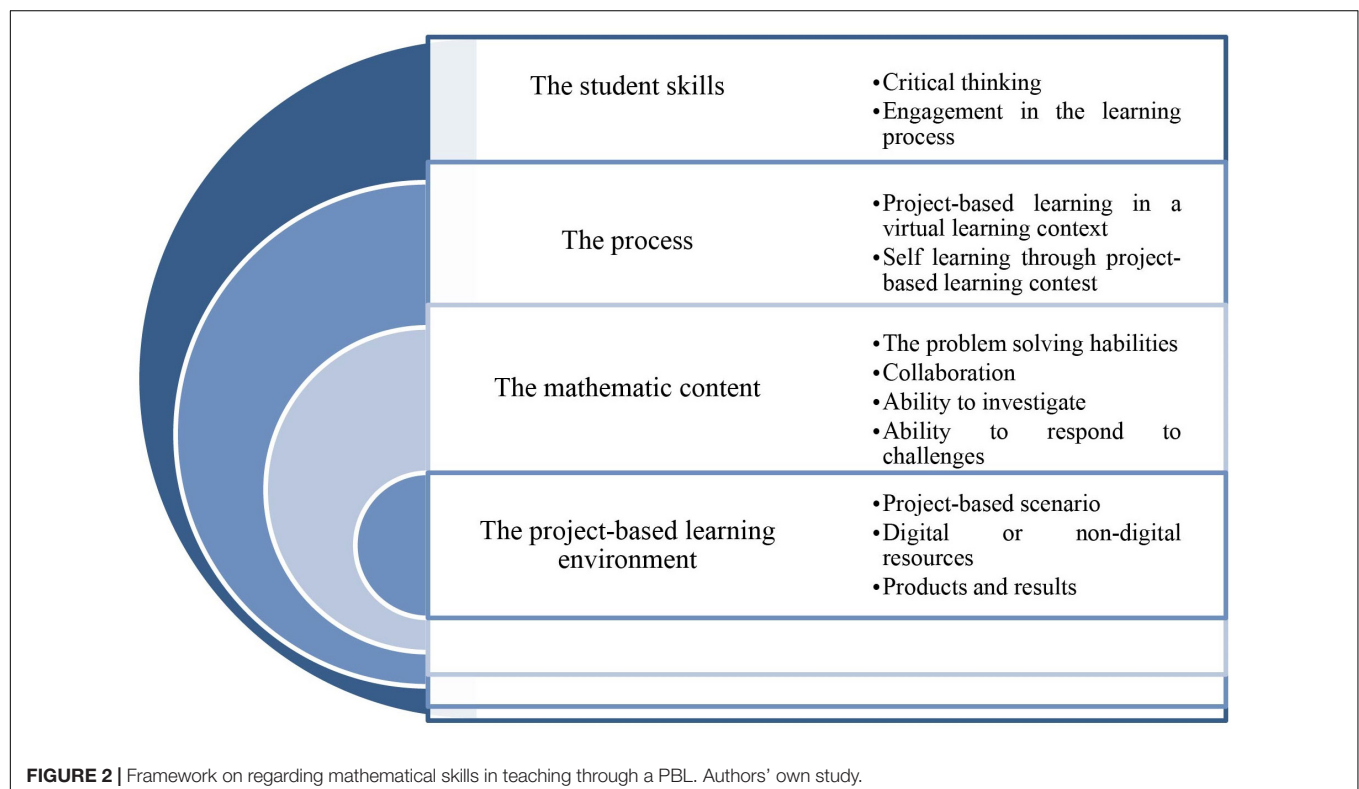 The student skills
•Critical thinking
•Engagement in the learning
process
The process
•Project-based learning in a
virtual learning context
•Self learning through project-
based learning contest
The mathematic content
•The problem solving habilities
•Collaboration
•Ability to investigate
•Ability to respond to
challenges
The project-based learning
environment
•Project-based scenario
•Digital or non-digital
resources
•Products and results
FIGURE 2 | Framework on regarding mathematical skills in teaching through a PBL. Authors' own study.